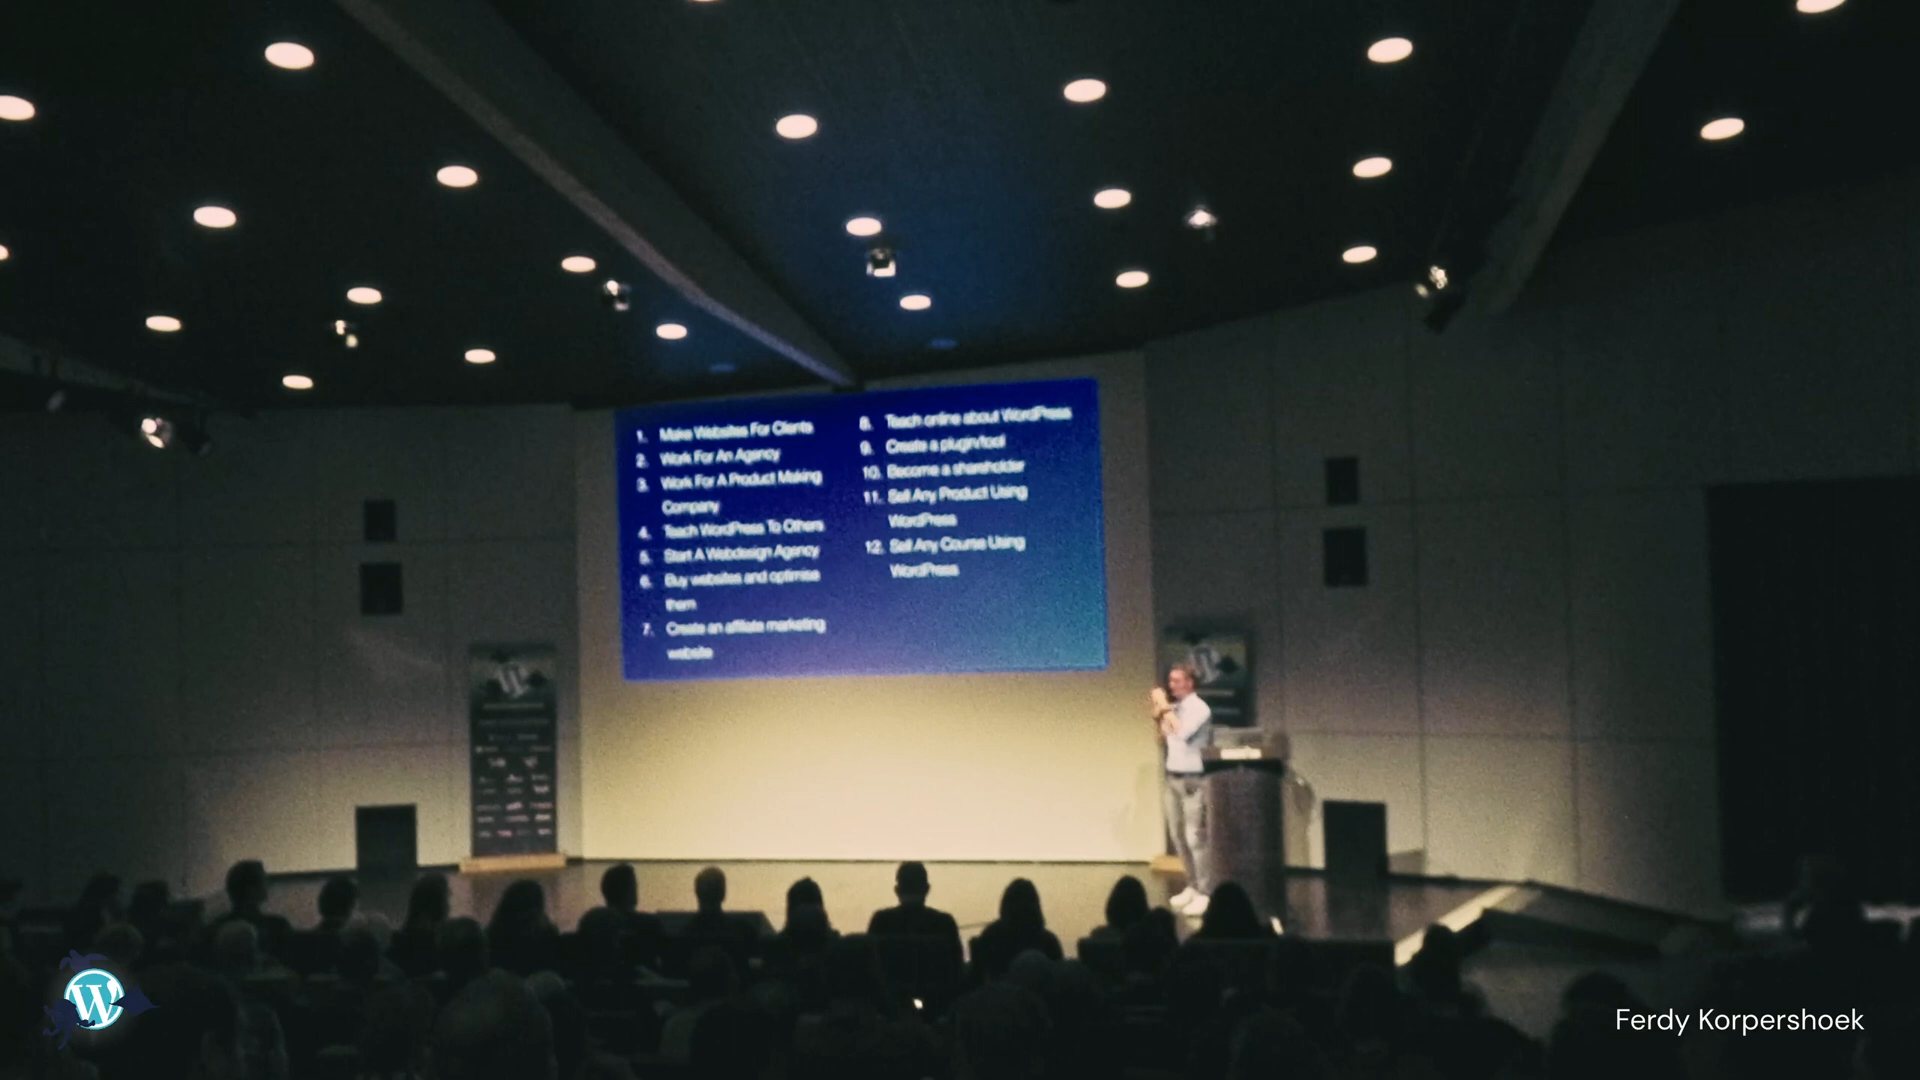 1. Make Websites For Clients
2. Work For An Agency
3. Work For A Product Making
Company
4. Teach WordPress To Others
5. Start A Webdesign Agency
6. Buy websites and optimise
them
7. Create an affiliate marketing
website
8. Teach online about WordPress
9. Create a plugin/tool
10. Become a shareholder
11. Sell Any Product Using
WordPress
12. Sell Any Course Using
WordPress
W
Ferdy Korpershoek